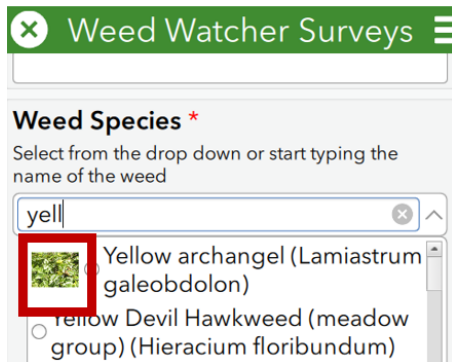 Weed Watcher Surveys
Weed Species *
Select from the drop down or start typing the
name of the weed
yell
Yellow archangel (Lamiastrum
galeobdolon)
Yellow Devil Hawkweed (meadow
group) (Hieracium floribundum)